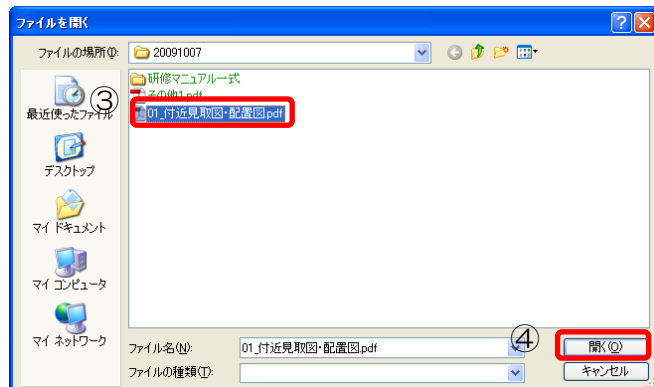 ファイルを開く
ファイルの場所(I):
20091007
研修マニュアル一式
その他1.pdf
③
01_付近見取図・配置図.pdf
最近使ったファイル
デスクトップ
マイ ドキュメント
マイ コンピュータ
マイ ネットワーク
ファイル名(N):
01_付近見取図・配置図.pdf
④
開く(O)
ファイルの種類(T):
キャンセル